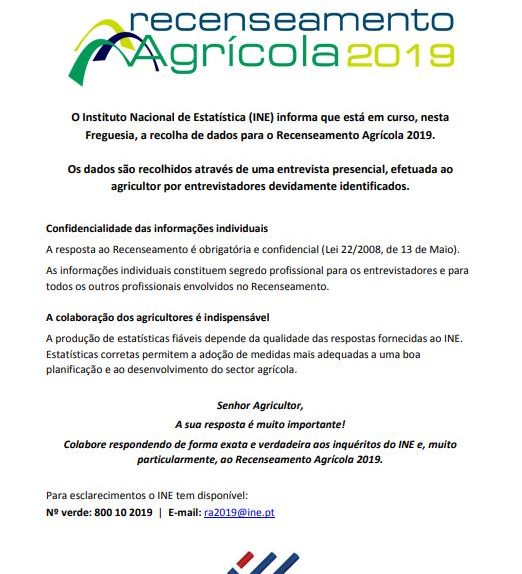 recenseamento
Agrícola 2019
O Instituto Nacional de Estatística (INE) informa que está em curso, nesta
Freguesia, a recolha de dados para o Recenseamento Agrícola 2019.
Os dados são recolhidos através de uma entrevista presencial, efetuada ao
agricultor por entrevistadores devidamente identificados.
Confidencialidade das informações individuais
A resposta ao Recenseamento é obrigatória e confidencial (Lei 22/2008, de 13 de Maio).
As informações individuais constituem segredo profissional para os entrevistadores e para
todos os outros profissionais envolvidos no Recenseamento.
A colaboração dos agricultores é indispensável
A produção de estatísticas fiáveis depende da qualidade das respostas fornecidas ao INE.
Estatísticas corretas permitem a adoção de medidas mais adequadas a uma boa
planificação e ao desenvolvimento do sector agrícola.
Senhor Agricultor,
A sua resposta é muito importante!
Colabore respondendo de forma exata e verdadeira aos inquéritos do INE e, muito
particularmente, ao Recenseamento Agrícola 2019.
Para esclarecimentos o INE tem disponível:
Nº verde: 800 10 2019 | E-mail: ra2019@ine.pt